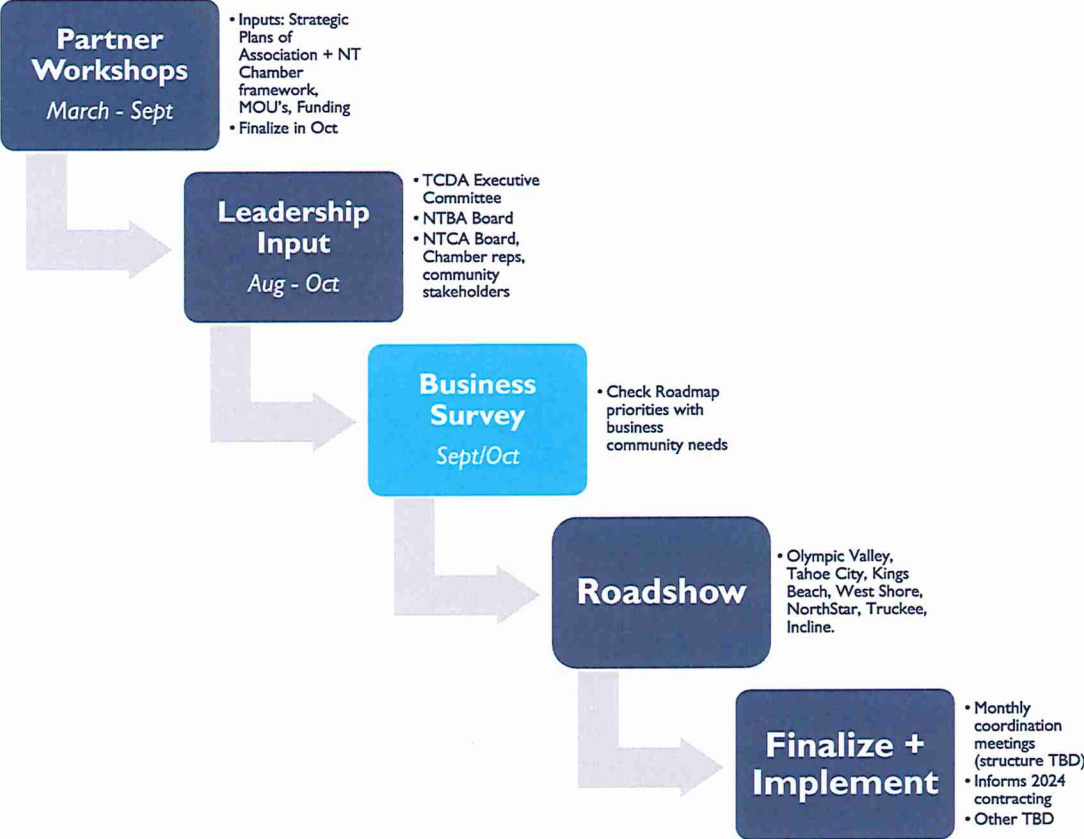 Partner
Workshops
March - Sept
• Inputs: Strategic
Plans of
Association + NT
Chamber
framework,
MOU's, Funding
• Finalize in Oct
Leadership
Input
Aug - Oct
• TCDA Executive
Committee
• NTBA Board
• NTCA Board,
Chamber reps,
community
stakeholders
Business
Survey
Sept/Oct
• Check Roadmap
priorities with
business
community needs
Roadshow
• Olympic Valley,
Tahoe City, Kings
Beach, West Shore,
NorthStar, Truckee,
Incline.
Finalize +
Implement
• Monthly
coordination
meetings
(structure TBD)
• Informs 2024
contracting
• Other TBD